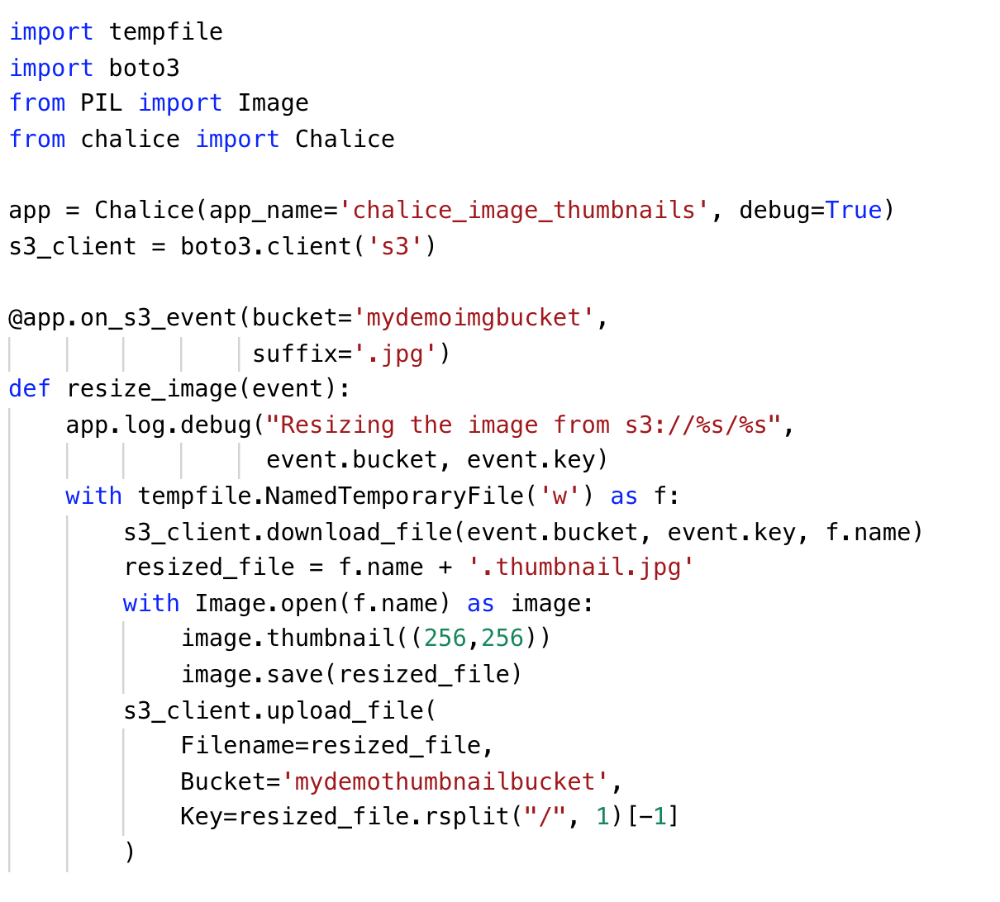 import tempfile
import boto3
from PIL import Image
from chalice import Chalice

app = Chalice(app_name='chalice_image_thumbnails', debug=True)
s3_client = boto3.client('s3')

@app.on_s3_event(bucket='mydemoimgbucket',
                 suffix='.jpg')
def resize_image(event):
    app.log.debug("Resizing the image from s3://%s/%s",
                  event.bucket, event.key)
    with tempfile.NamedTemporaryFile('w') as f:
        s3_client.download_file(event.bucket, event.key, f.name)
        resized_file = f.name + '.thumbnail.jpg'
        with Image.open(f.name) as image:
            image.thumbnail((256,256))
            image.save(resized_file)
        s3_client.upload_file(
            Filename=resized_file,
            Bucket='mydemothumbnailbucket',
            Key=resized_file.rsplit("/", 1)[-1]
        )